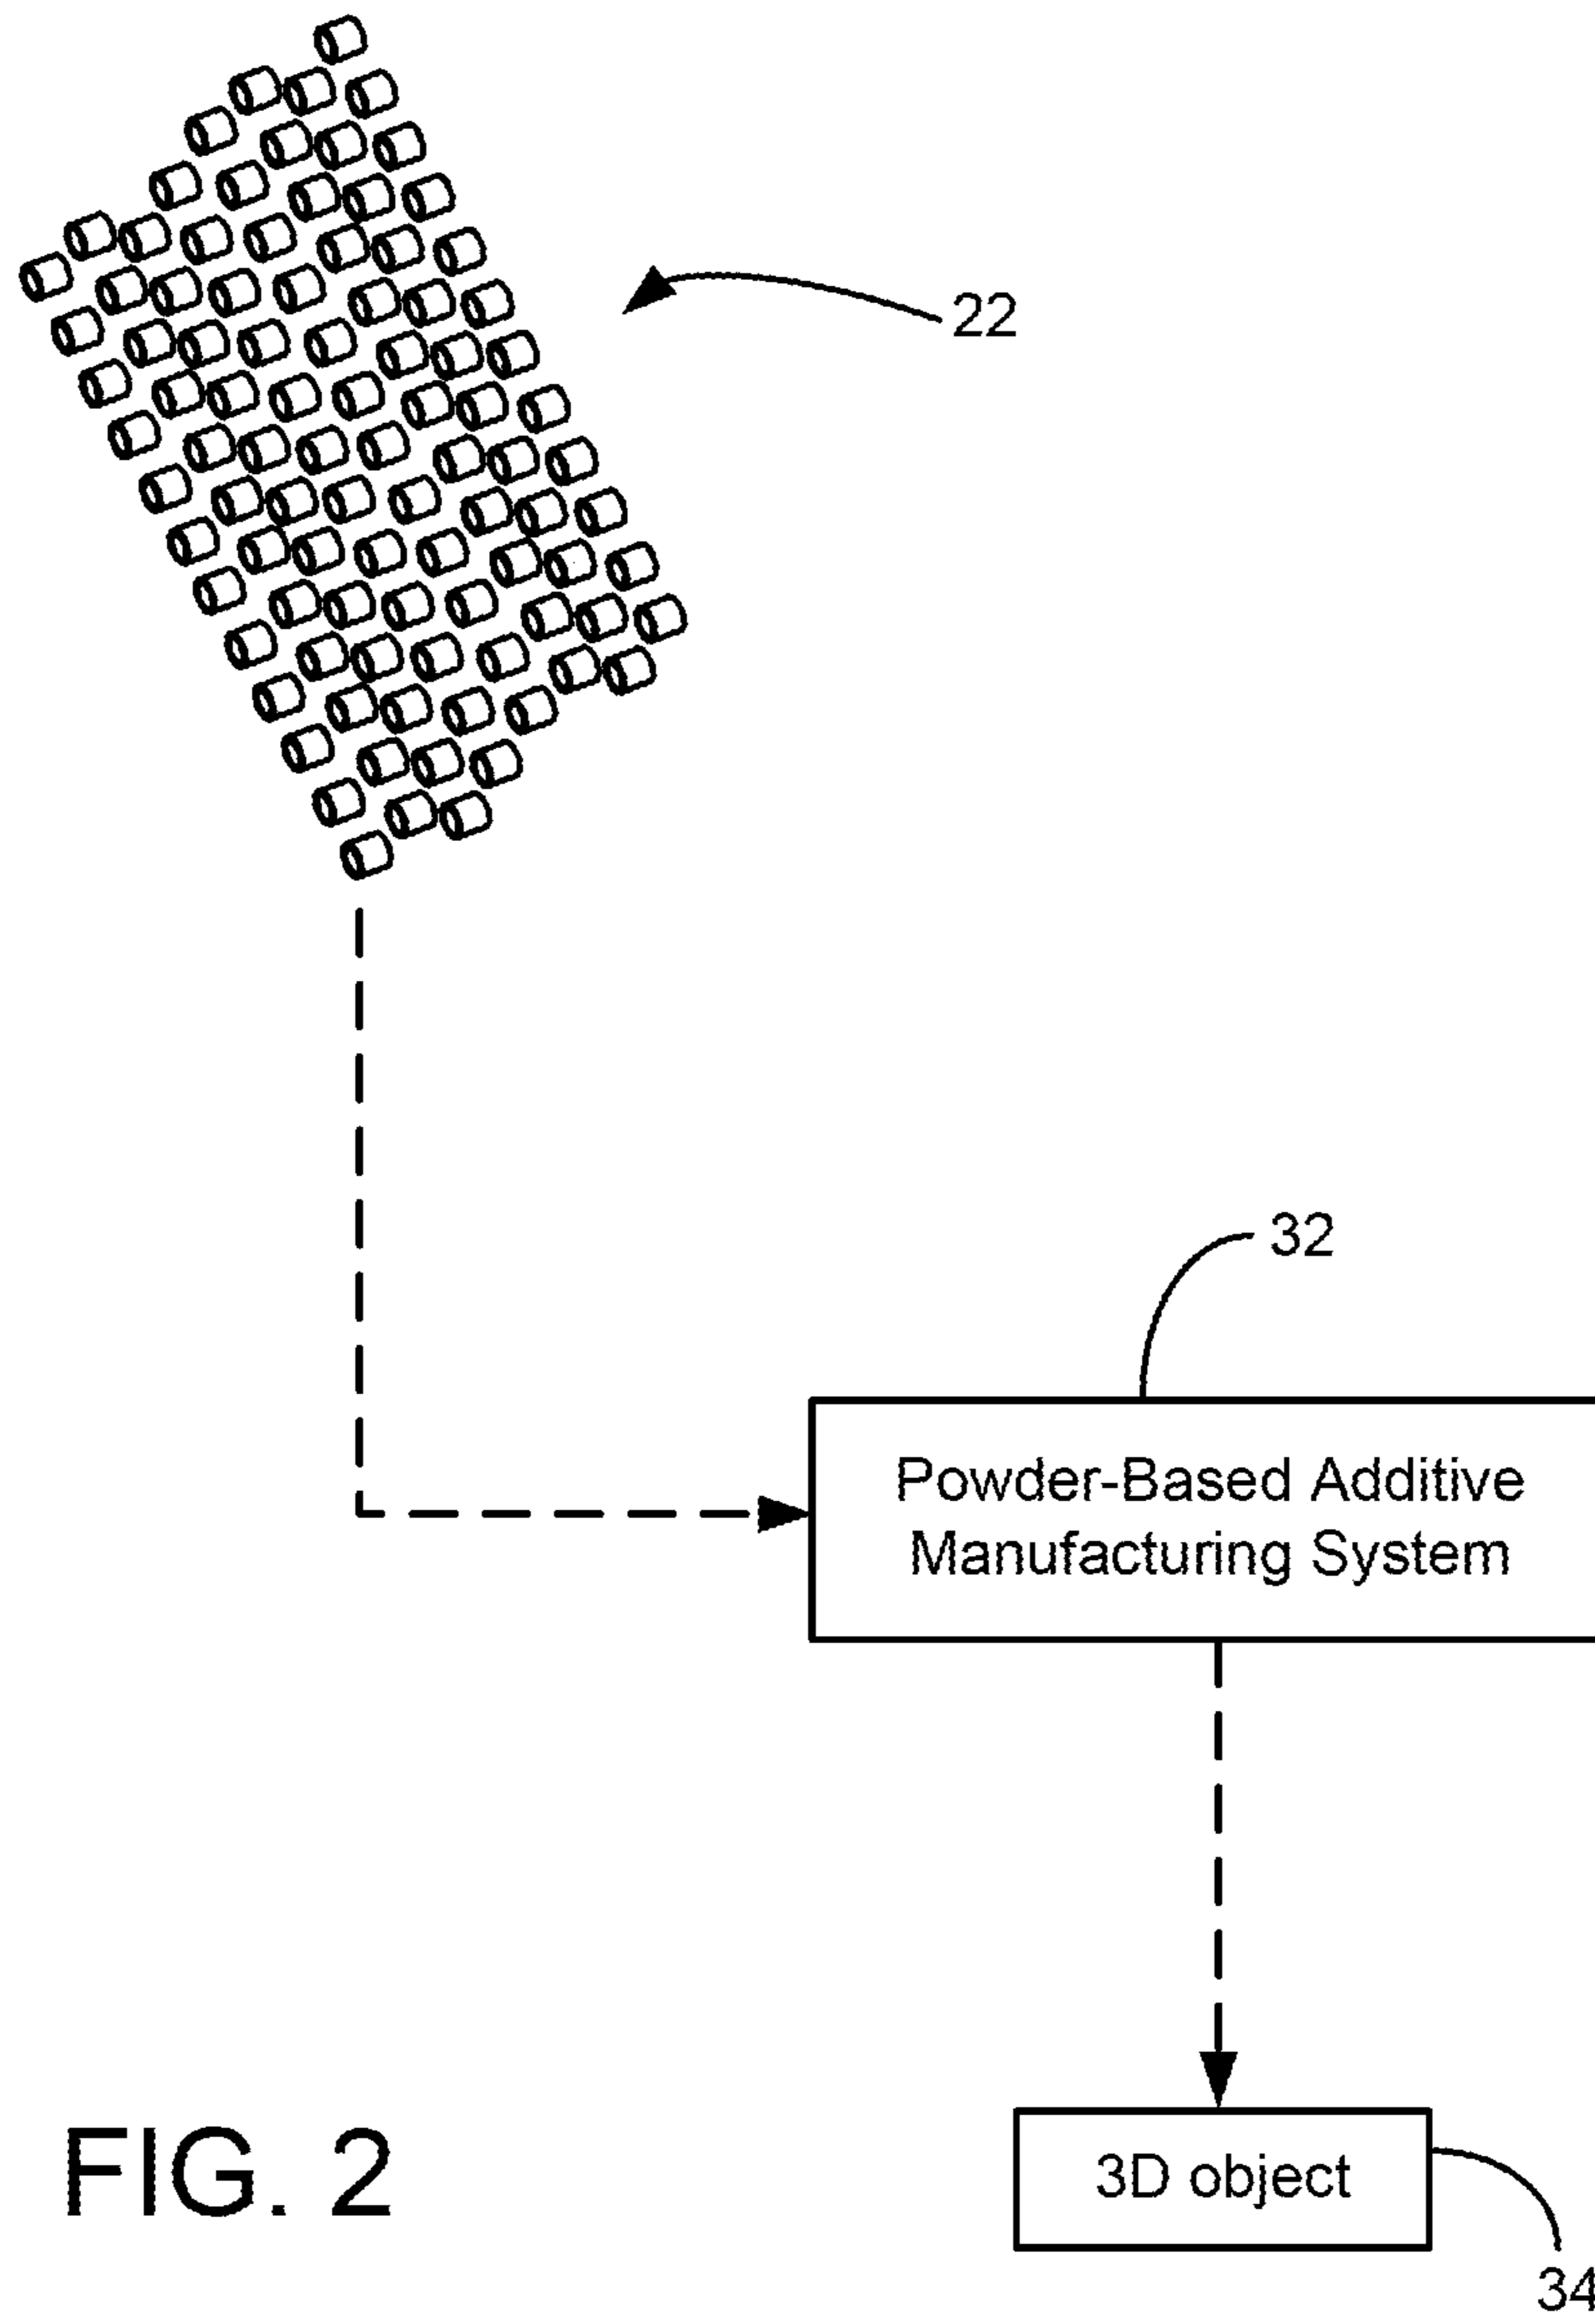 22
32
Powder-Based Additive
Manufacturing System
3D object
FIG. 2
34